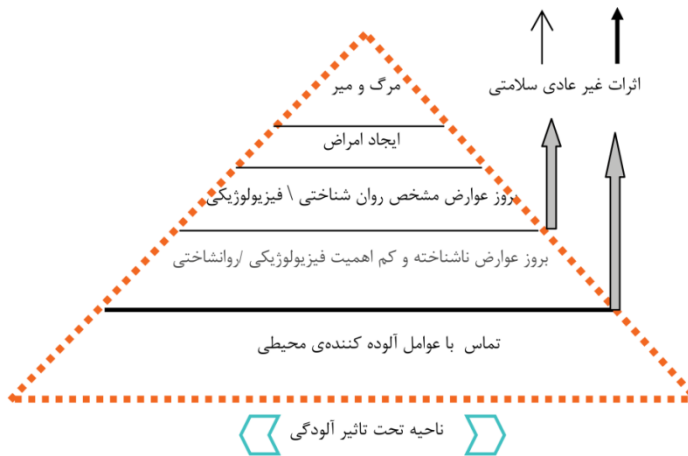 مرگ و میر
اثرات غیر عادی سلامتی
ایجاد امراض
بروز عوارض مشخص روان شناختی \ فیزیولوژیکی
بروز عوارض ناشناخته و کم اهمیت فیزیولوژیکی /روانشاختی
تماس با عوامل آلوده کننده‌ی محیطی
ناحیه تحت تاثیر آلودگی